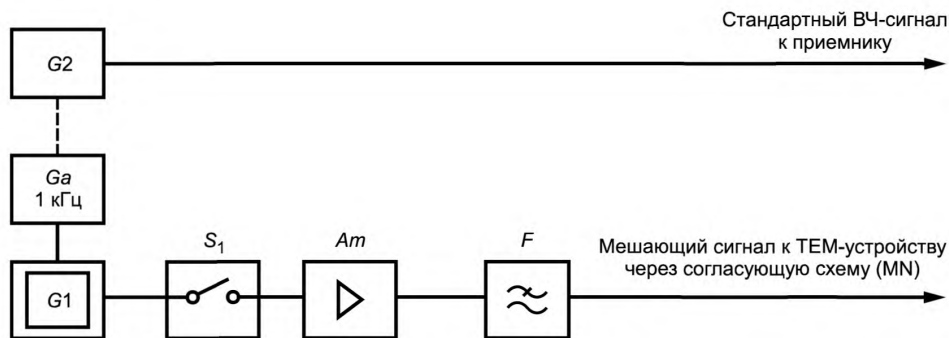 Стандартный ВЧ-сигнал
к приемнику
G2
Ga
1 кГц
S1
Am
F
Мешающий сигнал к ТЕМ-устройству
через согласующую схему (MN)
G1